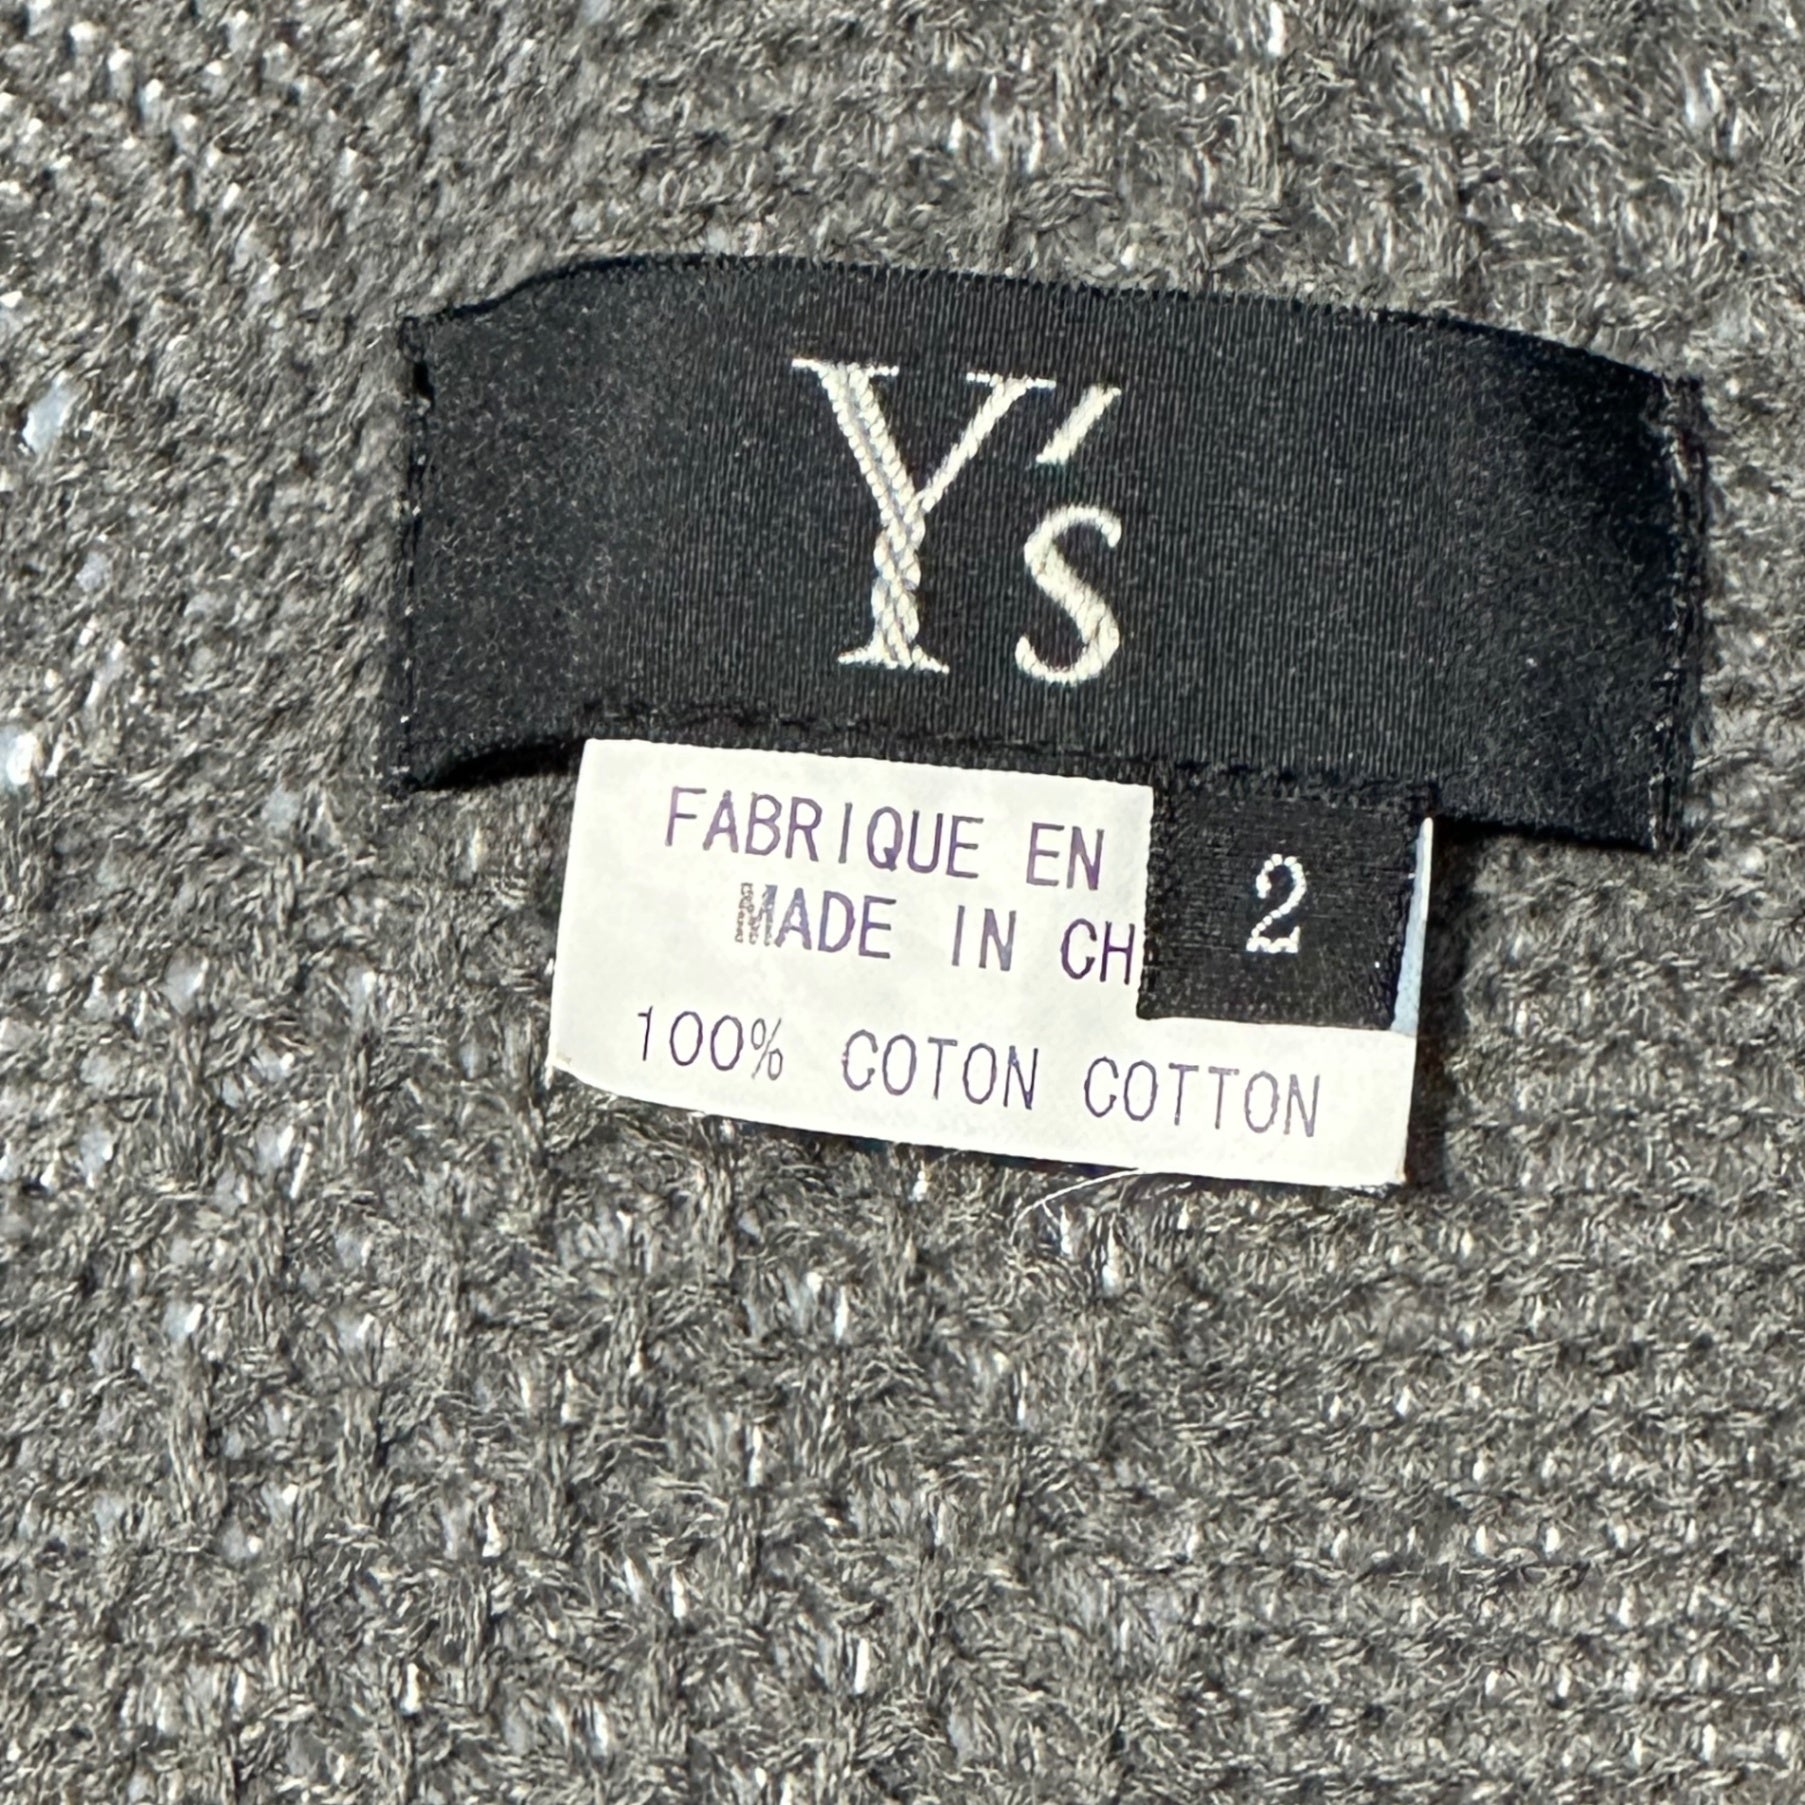 Y's
FABRIQUE EN
MADE IN CH
2
100% COTON COTTON